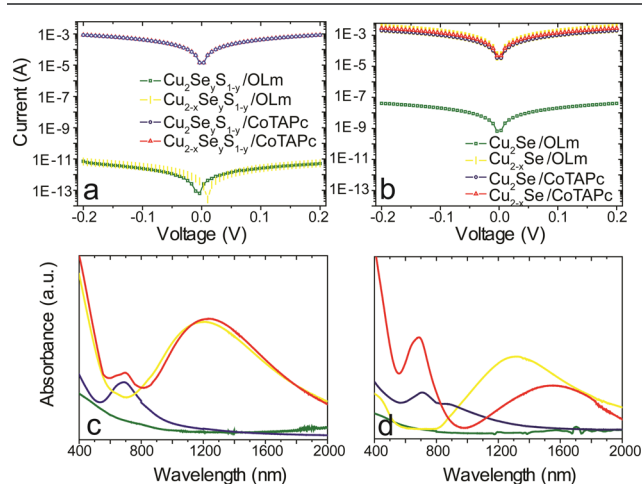 1E-3
1E-5
1E-7
1E-9
1E-11
1E-13
Current (A)
Cu2SeyS1-y/OLm
Cu2-xSeyS1-y/OLm
Cu2SeyS1-y/CoTAPc
Cu2-xSeyS1-y/CoTAPc
a
-0.2 -0.1 0.0 0.1 0.2
Voltage (V)
1E-3
1E-5
1E-7
1E-9
1E-11
1E-13
Cu2Se/OLm
Cu2-xSe/OLm
Cu2Se/CoTAPc
Cu2-xSe/CoTAPc
b
-0.2 -0.1 0.0 0.1 0.2
Voltage (V)
Absorbance (a.u.)
c
400 800 1200 1600 2000
Wavelength (nm)
d
400 800 1200 1600 2000
Wavelength (nm)